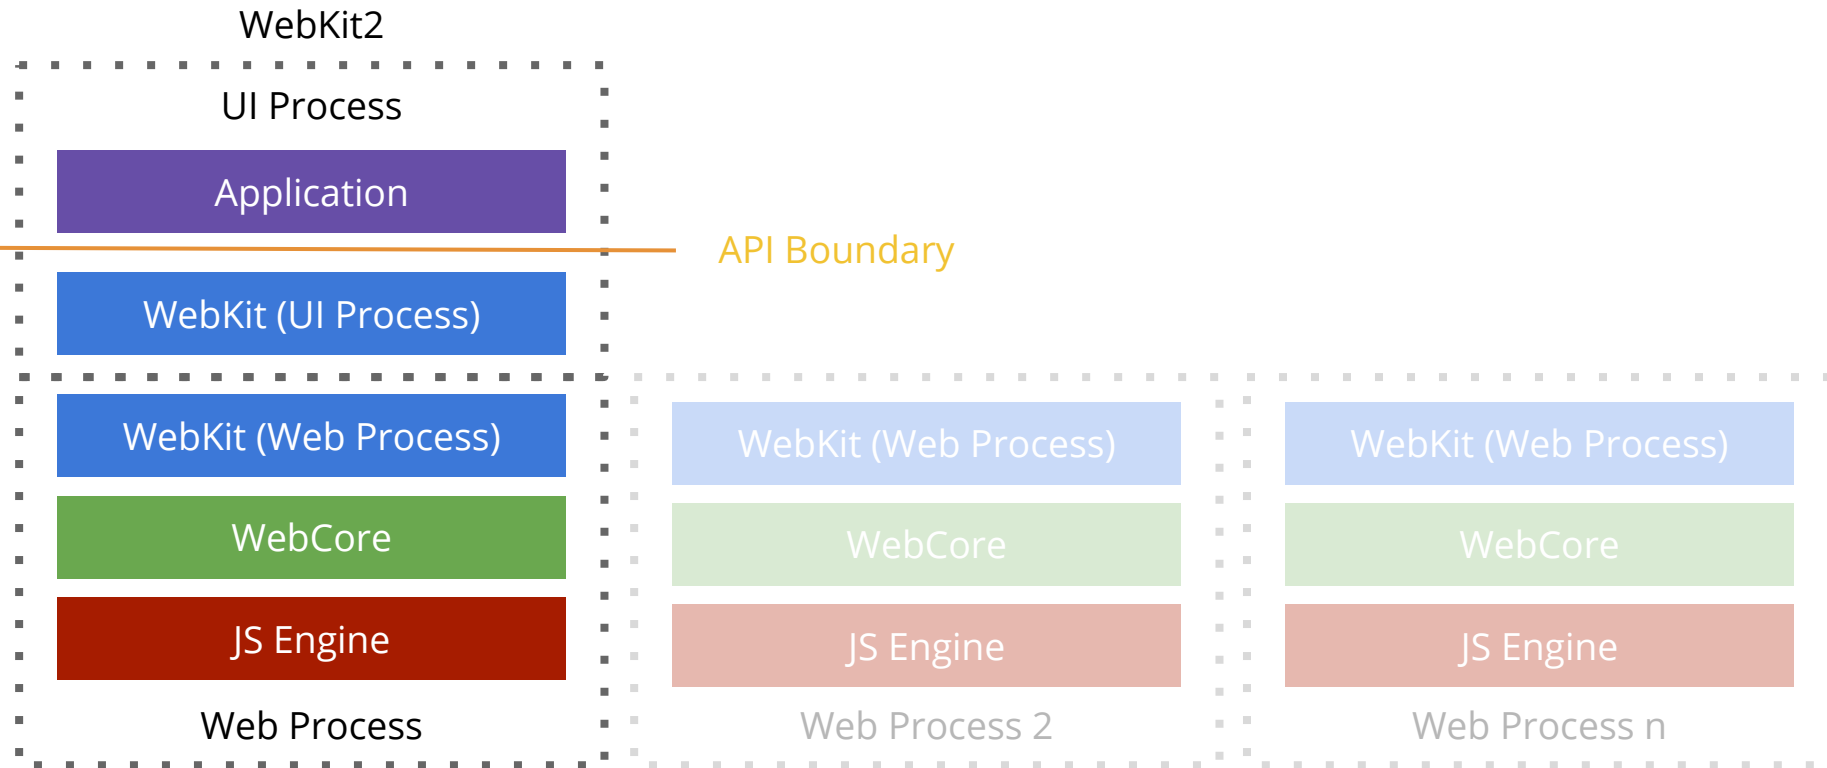 WebKit2
UI Process
Application
API Boundary
WebKit (UI Process)
WebKit (Web Process)
WebCore
JS Engine
Web Process
WebKit (Web Process)
WebCore
JS Engine
Web Process 2
WebKit (Web Process)
WebCore
JS Engine
Web Process n